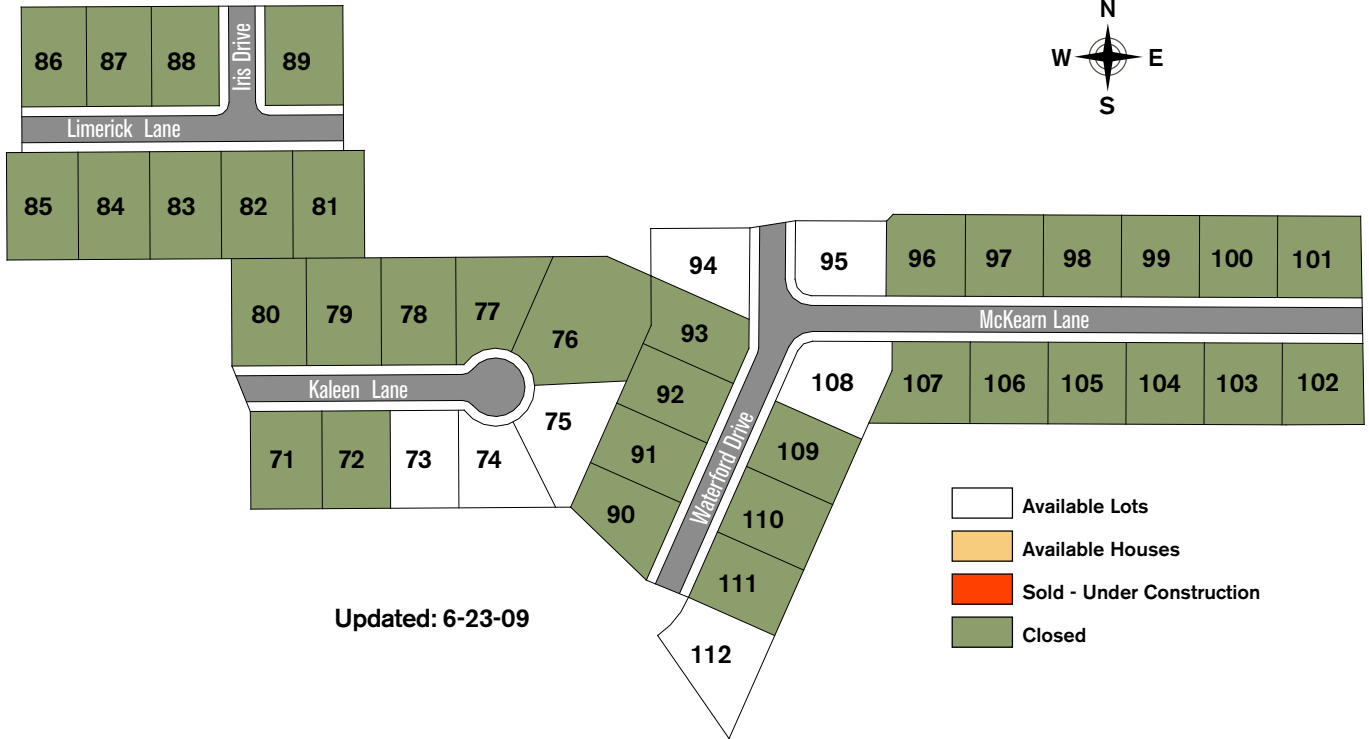 N
W E
S
86 87 88 Iris Drive 89
Limerick Lane
85 84 83 82 81
94 95 96 97 98 99 100 101
80 79 78 77 76 93 McKearn Lane
Kaleen Lane 92 108 107 106 105 104 103 102
71 72 73 74 75 91 Waterford Drive 109
90 110
111
112
Available Lots
Available Houses
Sold - Under Construction
Closed
Updated: 6-23-09